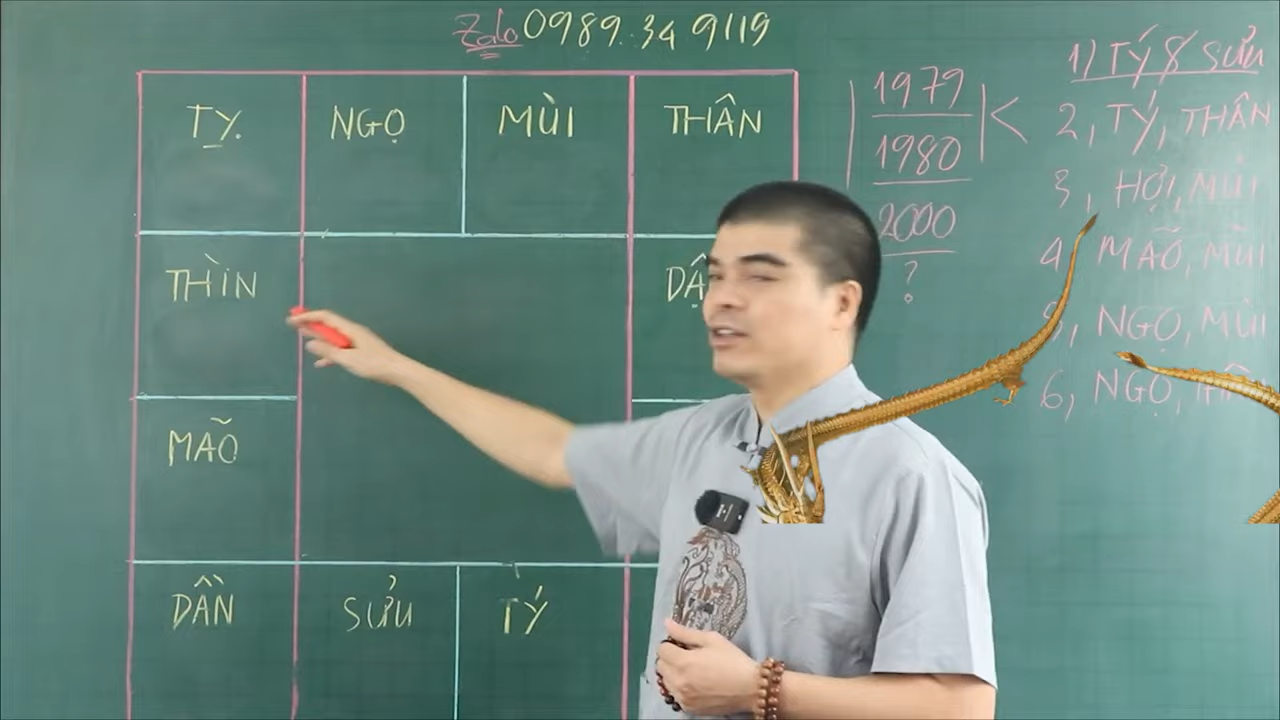 Zalo 0989.34 9119
TỴ NGỌ MÙI THÂN
THÌN
MÃO
DẦN SỬU TÝ
1979
1980
2000
?
1) TÝ & SỬU
2, TÝ, THÂN
3, HỢI, MÙI
4, MÃO, MÙI
5, NGỌ, MÙI
6, NGỌ,